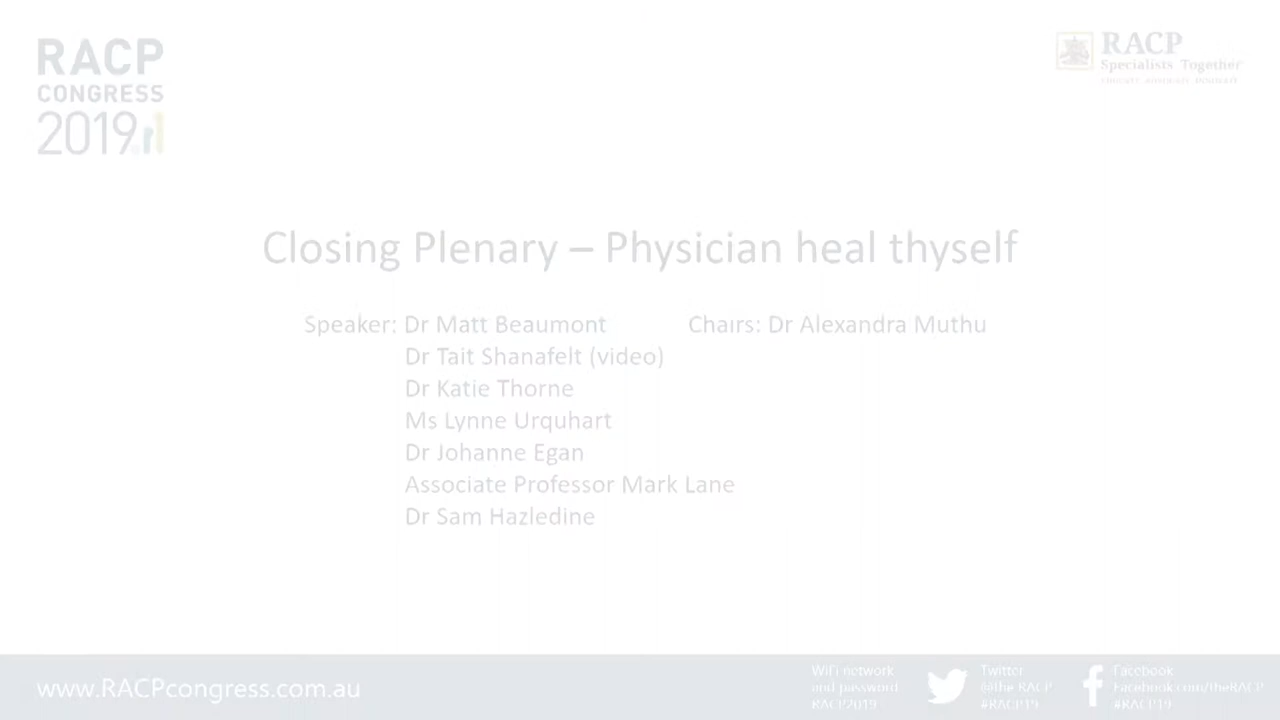 RACP
CONGRESS
2019
RACP
Specialists Together
EDUCATE ADVOCATE INNOVATE
Closing Plenary – Physician heal thyself
Speaker: Dr Matt Beaumont Chairs: Dr Alexandra Muthu
Dr Tait Shanafelt (video)
Dr Katie Thorne
Ms Lynne Urquhart
Dr Johanne Egan
Associate Professor Mark Lane
Dr Sam Hazledine
www.RACPcongress.com.au
WiFi network
and password
RACP2019
Twitter
@the RACP
#RACP19
Facebook
Facebook.com/theRACP
#RACP19